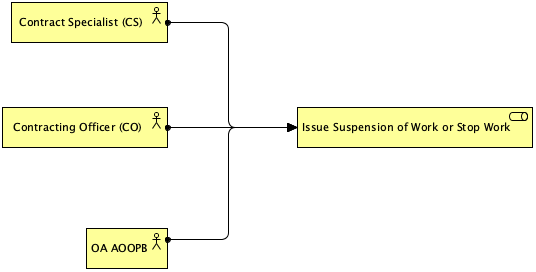 Contract Specialist (CS)
Contracting Officer (CO)
Issue Suspension of Work or Stop Work
OA AOOPB